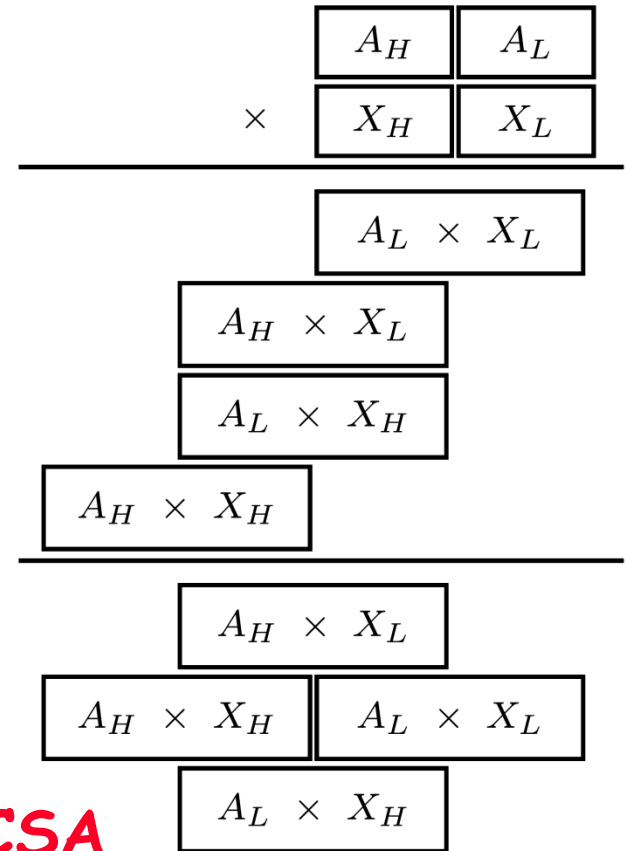 A_H A_L
× X_H X_L
A_L × X_L
A_H × X_L
A_L × X_H
A_H × X_H
A_H × X_L
A_H × X_H A_L × X_L
A_L × X_H
CSA